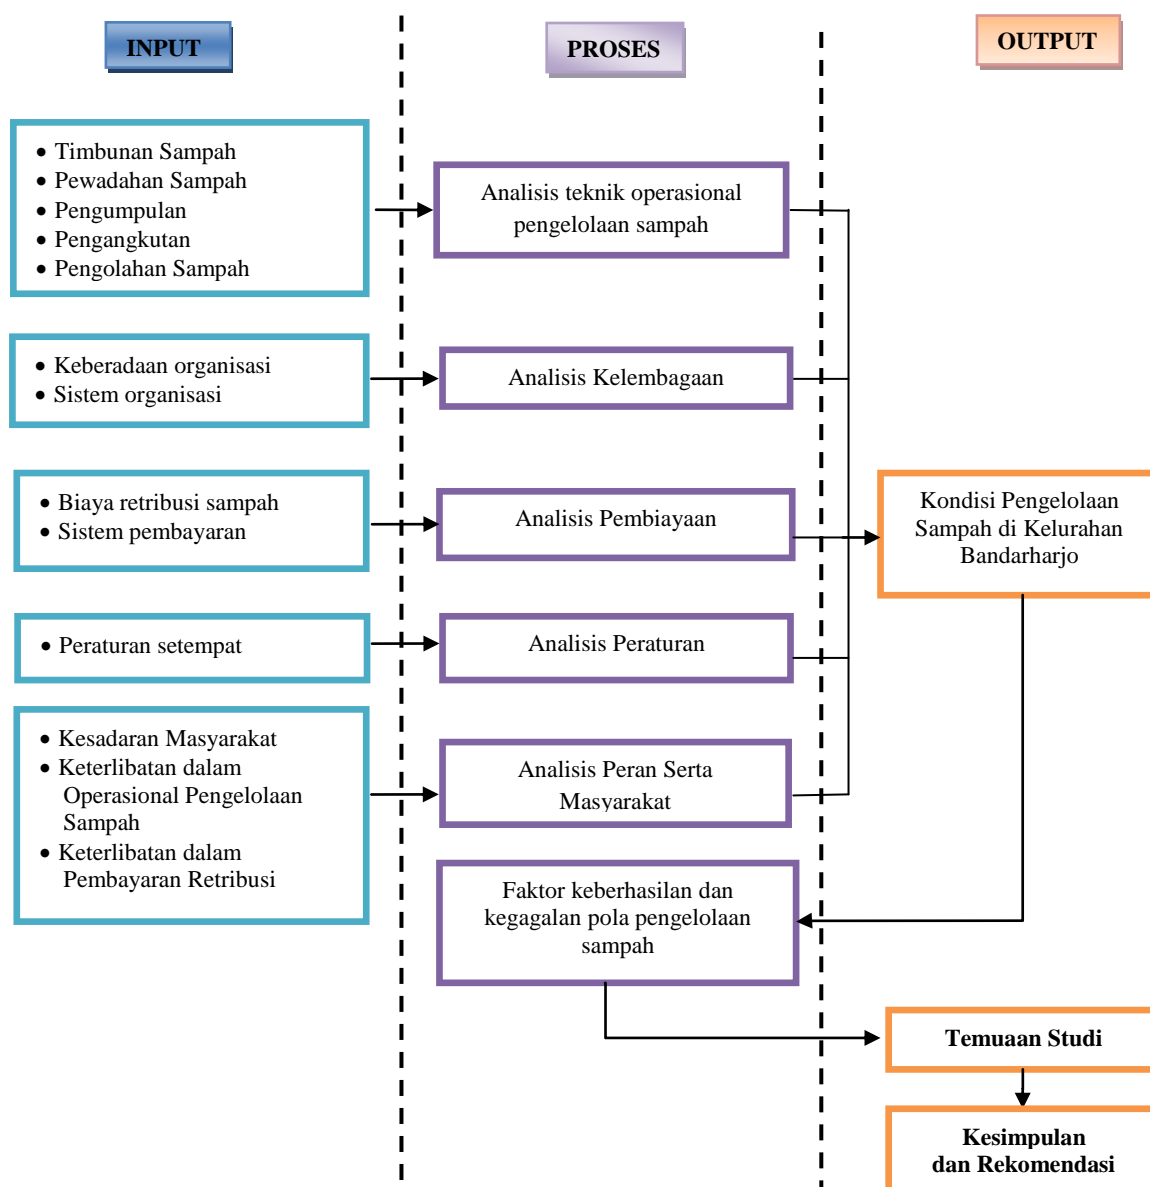 INPUT
PROSES
OUTPUT
• Timbunan Sampah
• Pewadahan Sampah
• Pengumpulan
• Pengangkutan
• Pengolahan Sampah
Analisis teknik operasional
pengelolaan sampah
• Keberadaan organisasi
• Sistem organisasi
Analisis Kelembagaan
• Biaya retribusi sampah
• Sistem pembayaran
Analisis Pembiayaan
Kondisi Pengelolaan
Sampah di Kelurahan
Bandarharjo
• Peraturan setempat
Analisis Peraturan
• Kesadaran Masyarakat
• Keterlibatan dalam
Operasional Pengelolaan
Sampah
• Keterlibatan dalam
Pembayaran Retribusi
Analisis Peran Serta
Masyarakat
Faktor keberhasilan dan
kegagalan pola pengelolaan
sampah
Temuaan Studi
Kesimpulan
dan Rekomendasi